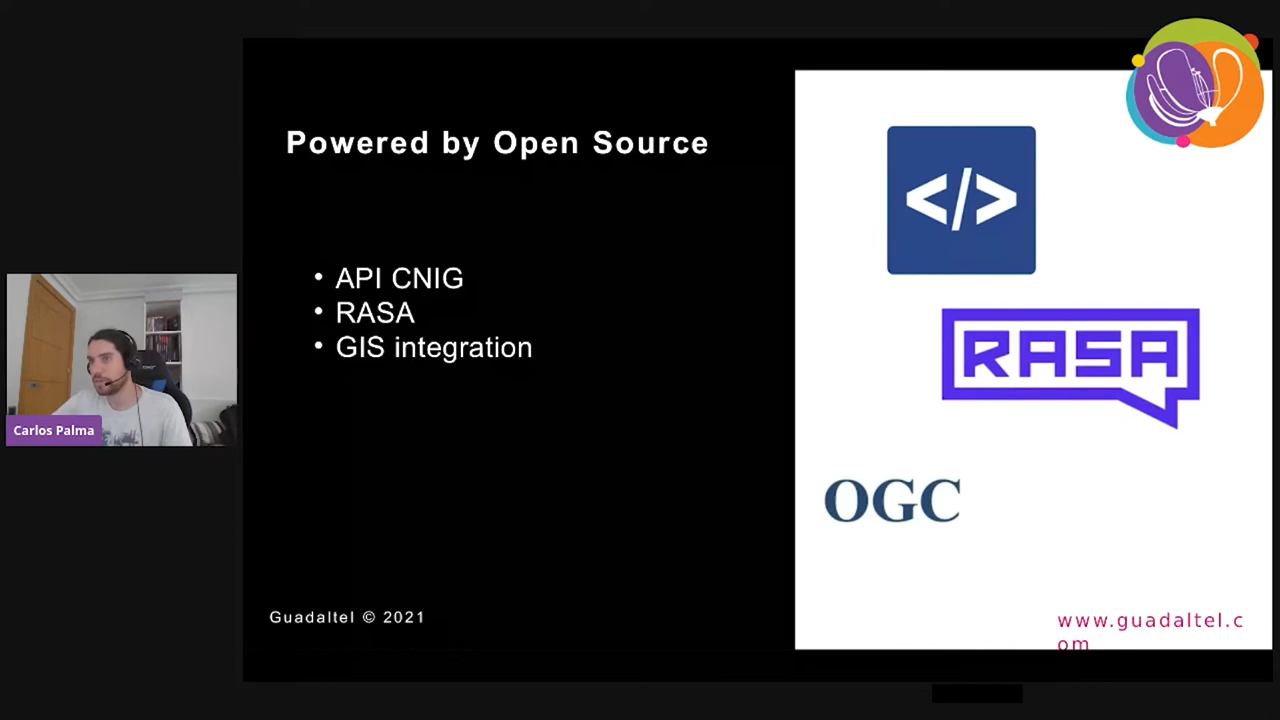 Powered by Open Source
• API CNIG
• RASA
• GIS integration
Guadaltel © 2021
</>
RASA
OGC
www.guadaltel.c
om
Carlos Palma